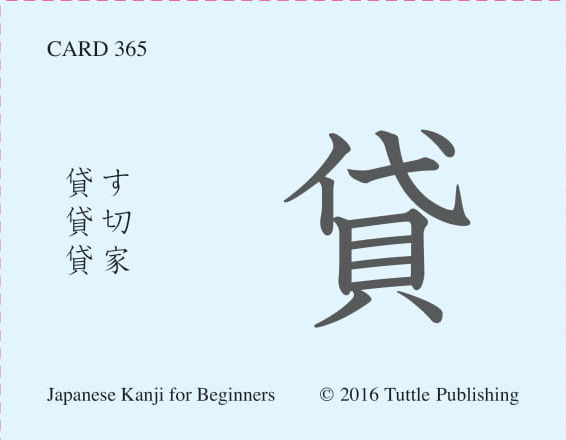 CARD 365
貸
貸す
貸切
貸家
Japanese Kanji for Beginners
© 2016 Tuttle Publishing